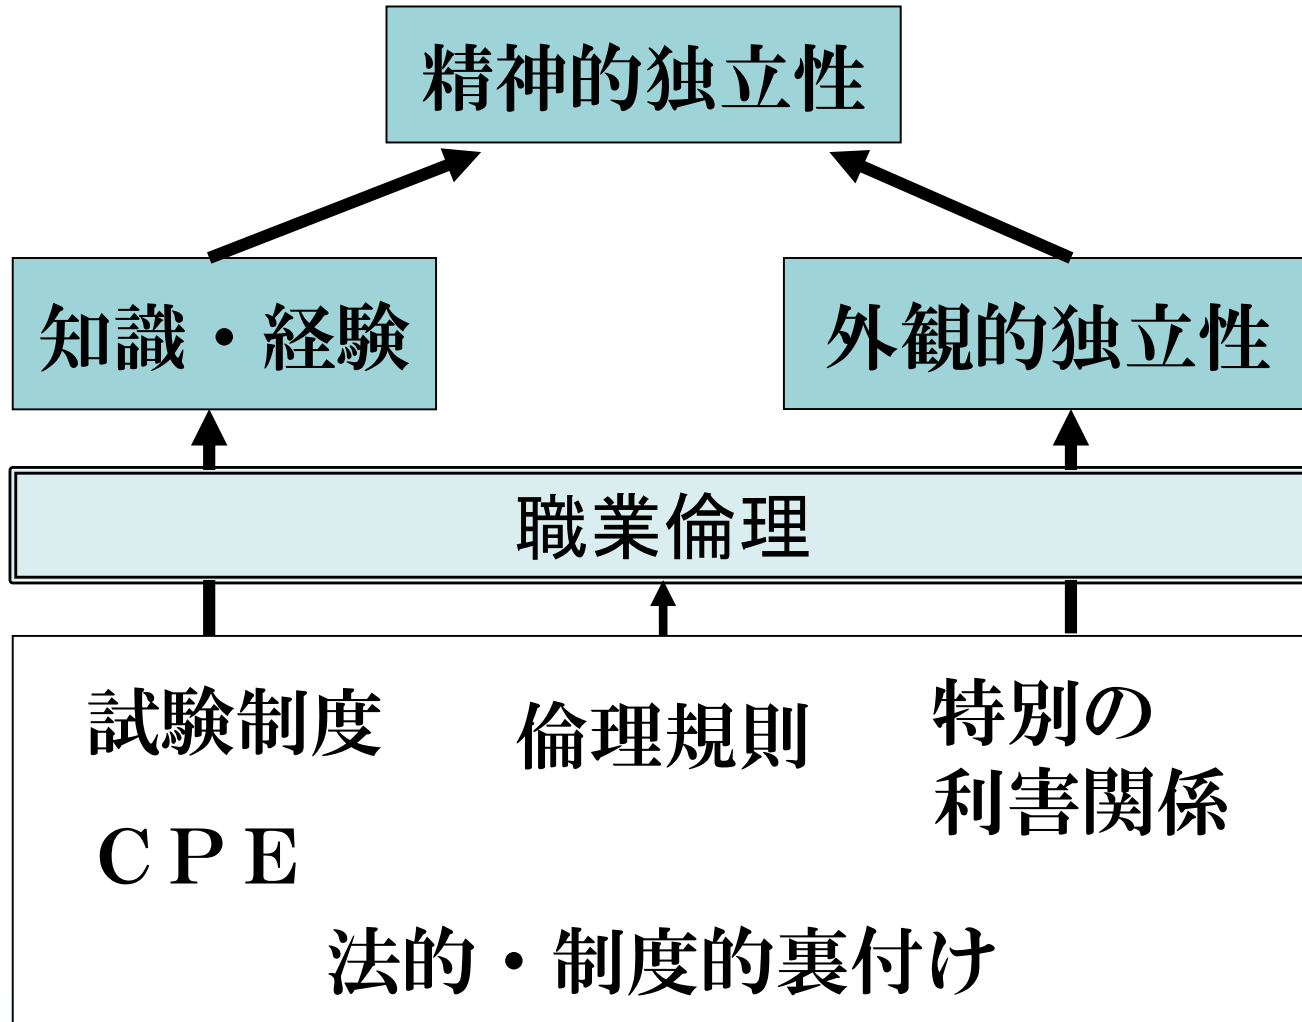 精神的独立性
知識・経験
外観的独立性
職業倫理
試験制度
倫理規則
特別の
利害関係
ＣＰＥ
法的・制度的裏付け